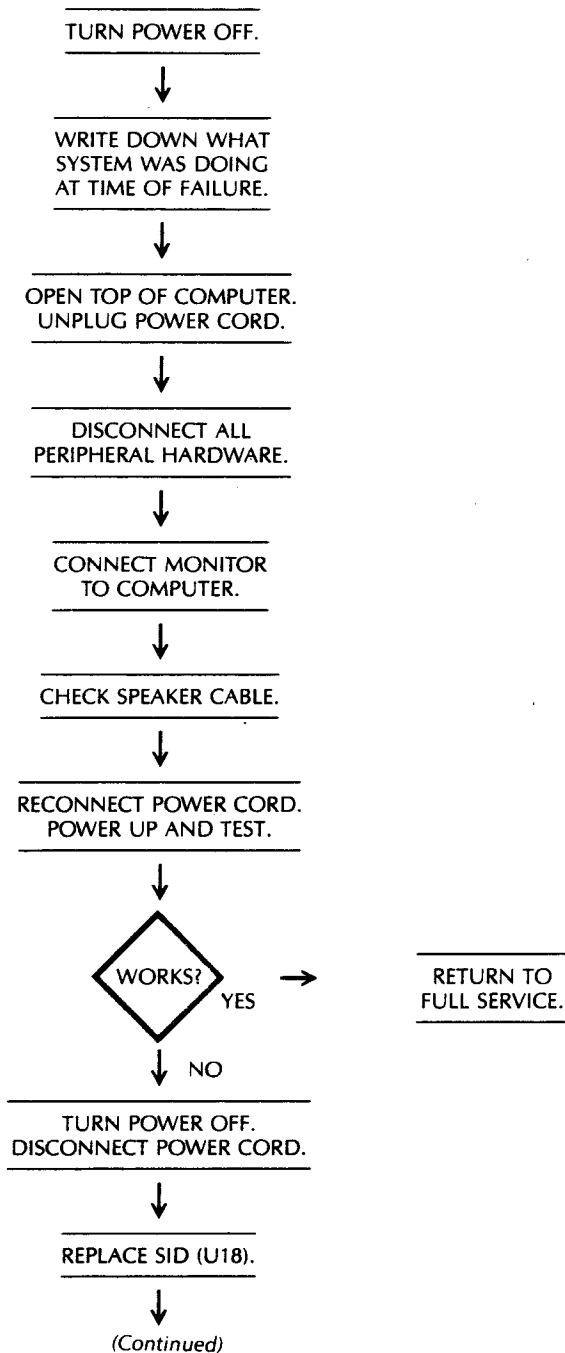 TURN POWER OFF.
WRITE DOWN WHAT
SYSTEM WAS DOING
AT TIME OF FAILURE.
OPEN TOP OF COMPUTER.
UNPLUG POWER CORD.
DISCONNECT ALL
PERIPHERAL HARDWARE.
CONNECT MONITOR
TO COMPUTER.
CHECK SPEAKER CABLE.
RECONNECT POWER CORD.
POWER UP AND TEST.
WORKS?
YES
RETURN TO
FULL SERVICE.
NO
TURN POWER OFF.
DISCONNECT POWER CORD.
REPLACE SID (U18).
(Continued)